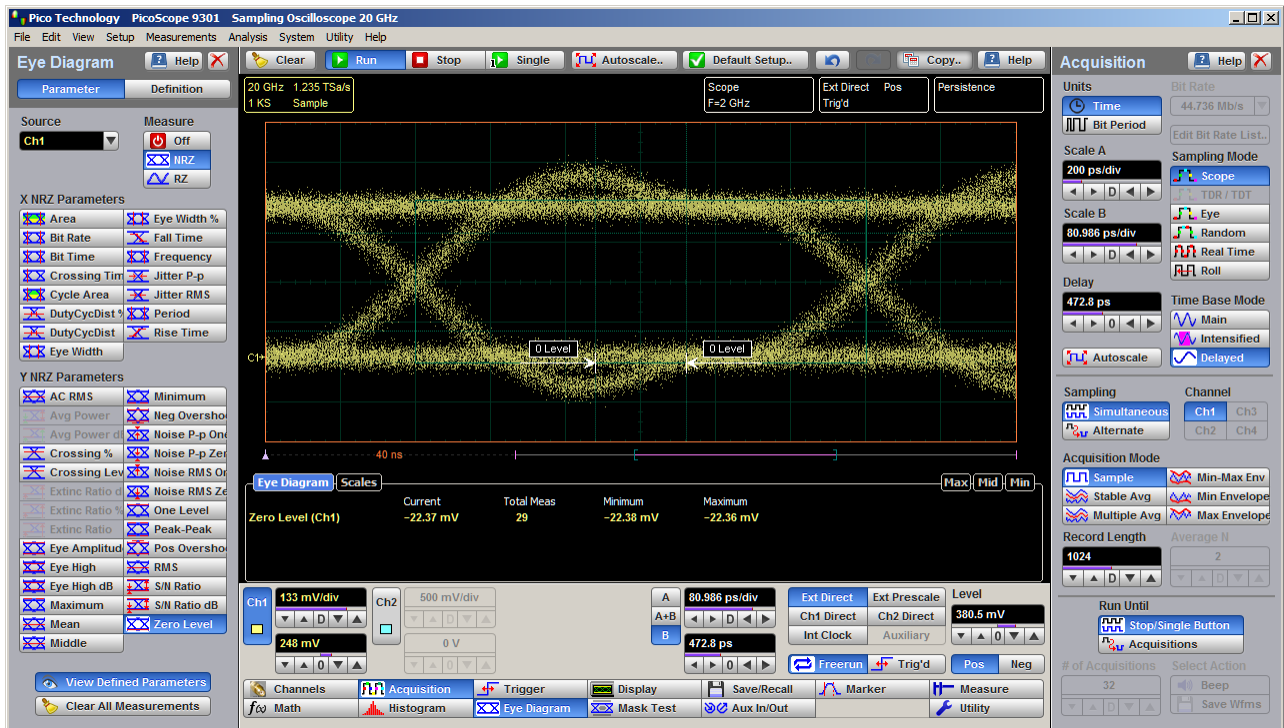 Pico Technology PicoScope 9301 Sampling Oscilloscope 20 GHz
File Edit View Setup Measurements Analysis System Utility Help
Eye Diagram Help
Parameter Definition
Source Measure
Ch1 Off
NRZ
RZ
X NRZ Parameters
Area Eye Width %
Bit Rate Fall Time
Bit Time Frequency
Crossing Tim Jitter P-p
Cycle Area Jitter RMS
DutyCycDist % Period
DutyCycDist Rise Time
Eye Width
Y NRZ Parameters
AC RMS Minimum
Avg Power Neg Oversho
Avg Power dB Noise P-p One
Crossing % Noise P-p Zer
Crossing Lev Noise RMS On
Extinc Ratio d Noise RMS Ze
Extinc Ratio % One Level
Extinc Ratio Peak-Peak
Eye Amplitud Pos Oversho
Eye High RMS
Eye High dB S/N Ratio
Maximum S/N Ratio dB
Mean Zero Level
Middle
View Defined Parameters
Clear All Measurements
Clear Run Stop Single Autoscale.. Default Setup.. Copy.. Help
20 GHz 1.235 TSa/s
1 KS Sample
Scope
F=2 GHz
Ext Direct Pos
Trig'd
Persistence
C1
0 Level 0 Level
40 ns
Eye Diagram Scales Max Mid Min
Current Total Meas Minimum Maximum
Zero Level (Ch1) −22.37 mV 29 −22.38 mV −22.36 mV
Ch1 133 mV/div Ch2 500 mV/div
D D
248 mV 0 V
0 0
A 80.986 ps/div
A+B D
B 472.8 ps
0
Ext Direct Ext Prescale Level
Ch1 Direct Ch2 Direct 380.5 mV
Int Clock Auxiliary 0
Freerun Trig'd Pos Neg
Channels Acquisition Trigger Display Save/Recall Marker Measure
f(x) Math Histogram Eye Diagram Mask Test Aux In/Out Utility
Acquisition Help
Units Bit Rate
Time 44.736 Mb/s
Bit Period Edit Bit Rate List..
Scale A Sampling Mode
200 ps/div Scope
D TDR / TDT
Scale B Eye
80.986 ps/div Random
D Real Time
Roll
Delay Time Base Mode
472.8 ps Main
0 Intensified
Autoscale Delayed
Sampling Channel
Simultaneous Ch1 Ch3
Alternate Ch2 Ch4
Acquisition Mode
Sample Min-Max Env
Stable Avg Min Envelope
Multiple Avg Max Envelope
Record Length Average N
1024 2
D D
Run Until
Stop/Single Button
Acquisitions
# of Acquisitions Select Action
32 Beep
D Save Wfms